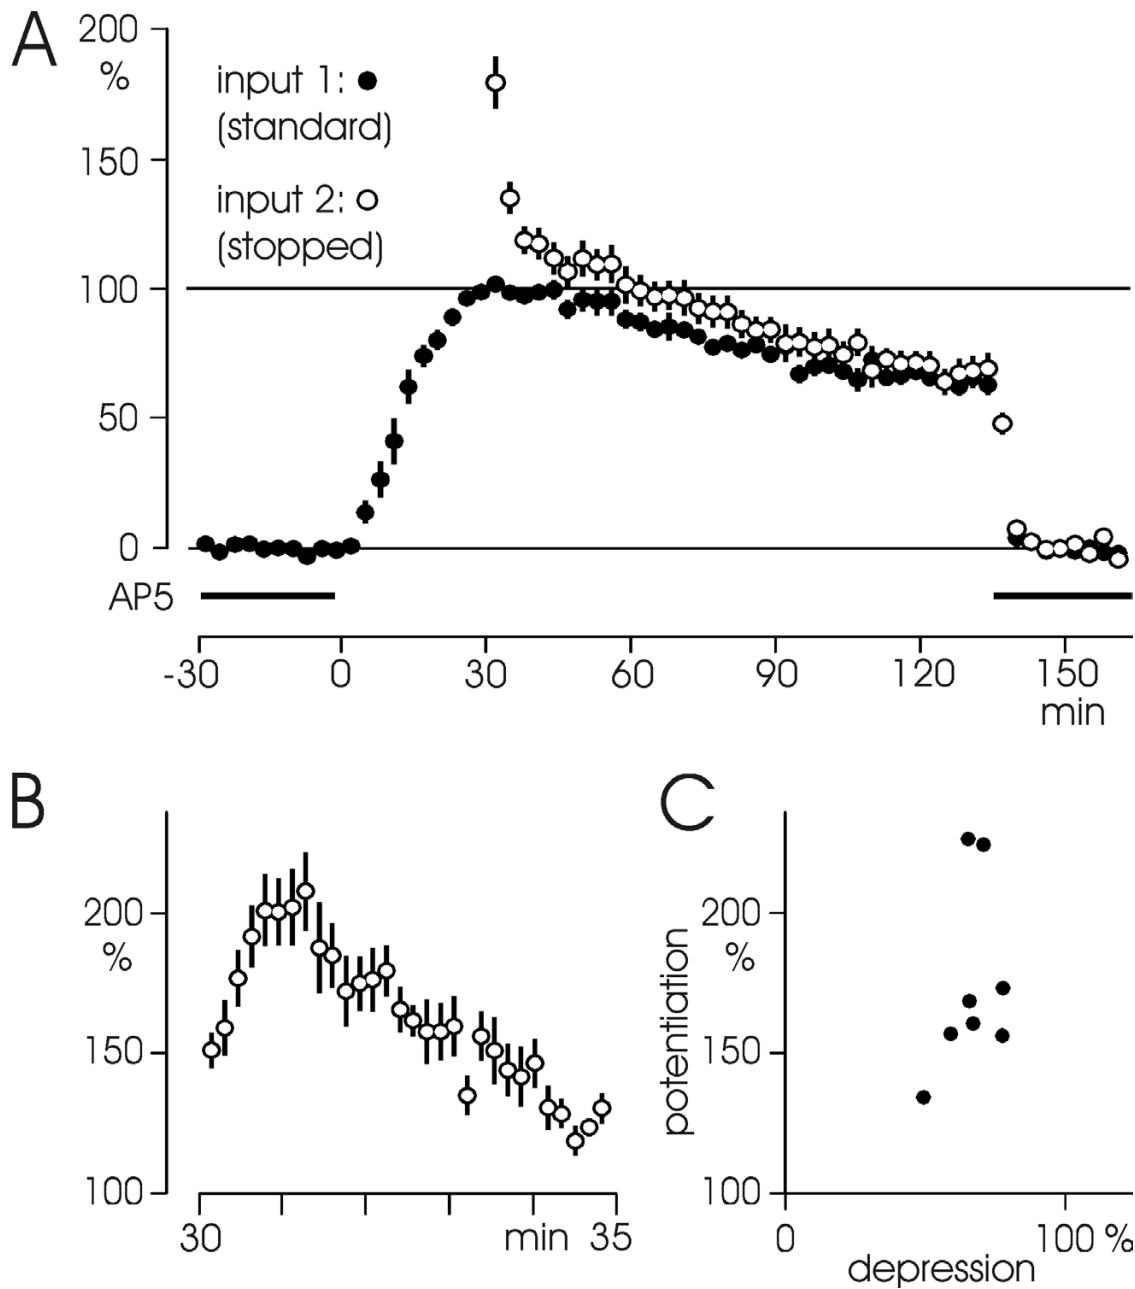 A
200
%
input 1:
(standard)
150
input 2:
(stopped)
100
50
0
AP5
-30 0 30 60 90 120 150
min
B
200
%
150
100
30 min 35
C
200
%
150
100
potentiation
0 100 %
depression